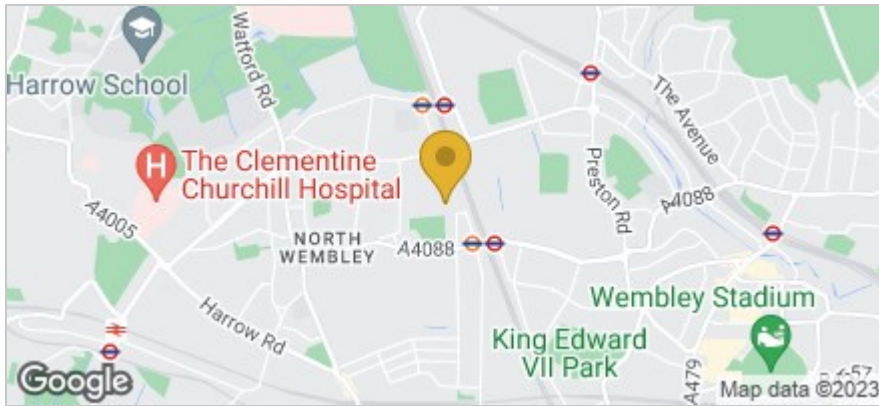 Harrow School
Watford Rd
The Avenue
H
The Clementine
Churchill Hospital
Preston Rd
A4088
A4005
NORTH
WEMBLEY
A4088
Wembley Stadium
Harrow Rd
King Edward
VII Park
A479
Google
Map data ©2023